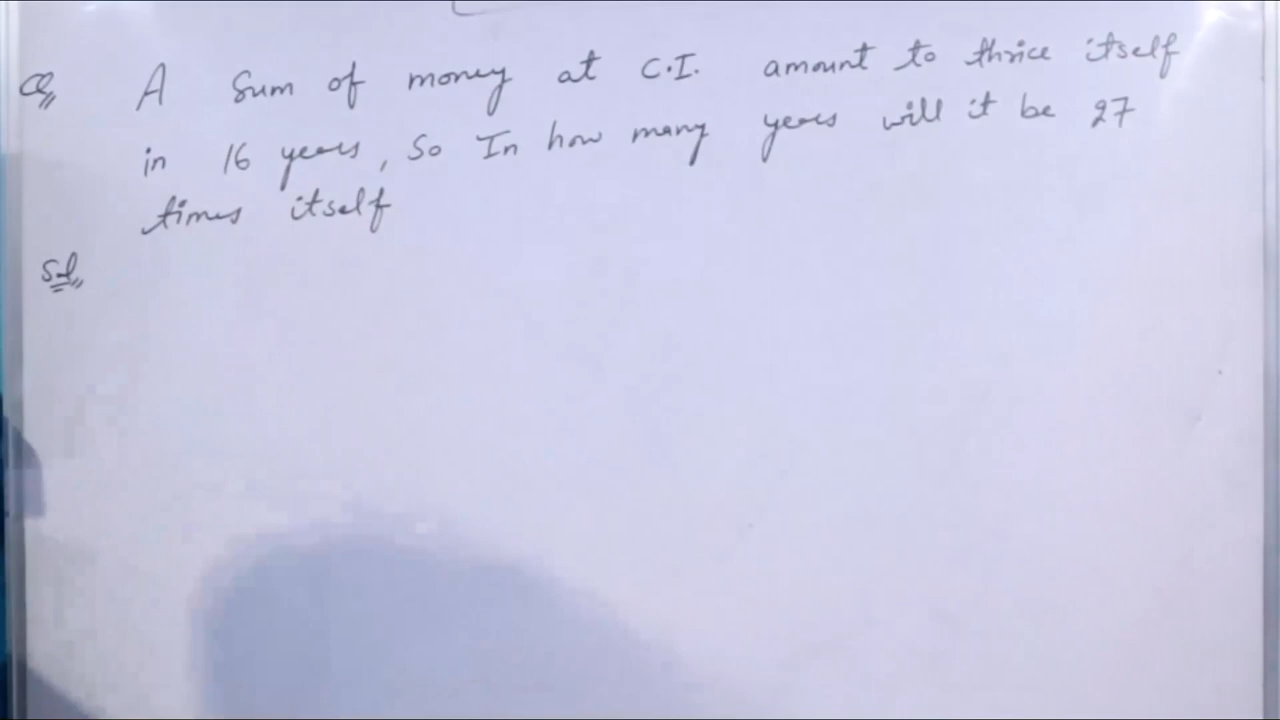 Q, A Sum of money at C.I. amount to thrice itself
in 16 years, So In how many years will it be 27
times itself
Sol,,